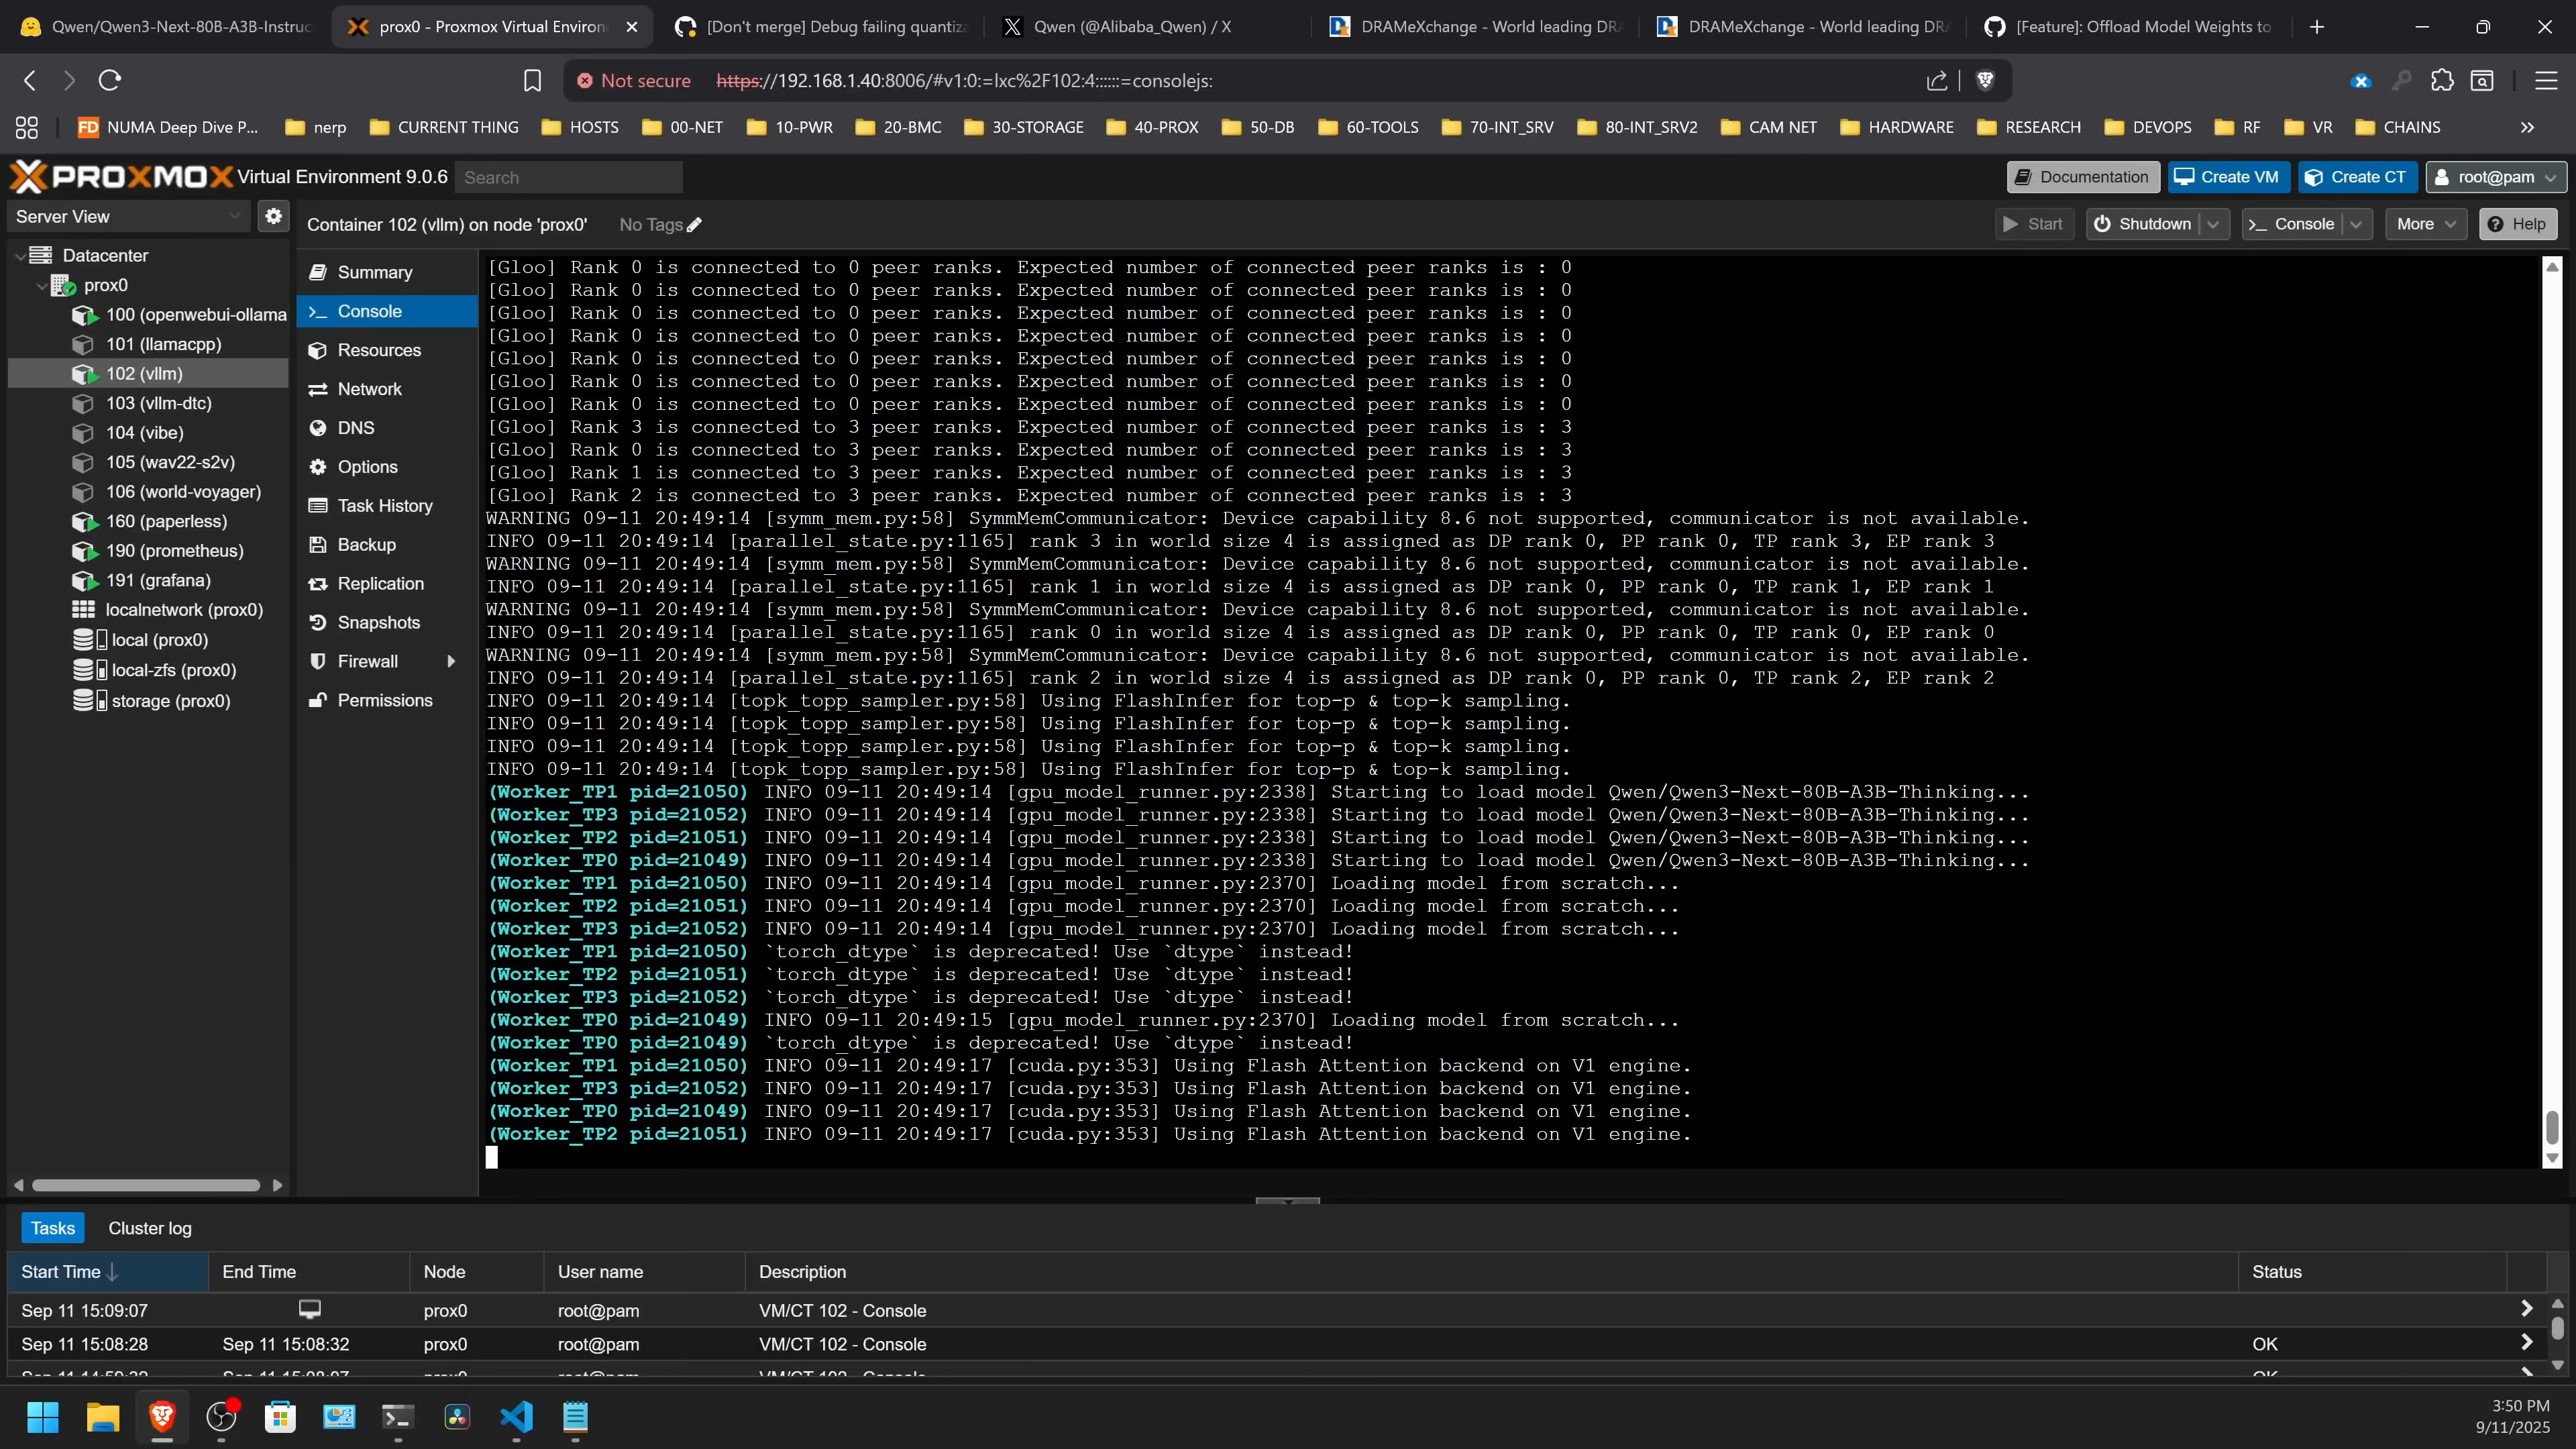 Qwen/Qwen3-Next-80B-A3B-Instruc
prox0 - Proxmox Virtual Environ
[Don't merge] Debug failing quantiza
Qwen (@Alibaba_Qwen) / X
DRAMeXchange - World leading DR
DRAMeXchange - World leading DR
[Feature]: Offload Model Weights to
Not secure https://192.168.1.40:8006/#v1:0:=lxc%2F102:4::::::=consolejs:
FD NUMA Deep Dive P... nerp CURRENT THING HOSTS 00-NET 10-PWR 20-BMC 30-STORAGE 40-PROX 50-DB 60-TOOLS 70-INT_SRV 80-INT_SRV2 CAM NET HARDWARE RESEARCH DEVOPS RF VR CHAINS
PROXMOX Virtual Environment 9.0.6 Search
Documentation Create VM Create CT root@pam
Server View
Container 102 (vllm) on node 'prox0' No Tags
Start Shutdown Console More Help
Datacenter
prox0
100 (openwebui-ollama
101 (llamacpp)
102 (vllm)
103 (vllm-dtc)
104 (vibe)
105 (wav22-s2v)
106 (world-voyager)
160 (paperless)
190 (prometheus)
191 (grafana)
localnetwork (prox0)
local (prox0)
local-zfs (prox0)
storage (prox0)
Summary
Console
Resources
Network
DNS
Options
Task History
Backup
Replication
Snapshots
Firewall
Permissions
[Gloo] Rank 0 is connected to 0 peer ranks. Expected number of connected peer ranks is : 0
[Gloo] Rank 0 is connected to 0 peer ranks. Expected number of connected peer ranks is : 0
[Gloo] Rank 0 is connected to 0 peer ranks. Expected number of connected peer ranks is : 0
[Gloo] Rank 0 is connected to 0 peer ranks. Expected number of connected peer ranks is : 0
[Gloo] Rank 0 is connected to 0 peer ranks. Expected number of connected peer ranks is : 0
[Gloo] Rank 0 is connected to 0 peer ranks. Expected number of connected peer ranks is : 0
[Gloo] Rank 0 is connected to 0 peer ranks. Expected number of connected peer ranks is : 0
[Gloo] Rank 3 is connected to 3 peer ranks. Expected number of connected peer ranks is : 3
[Gloo] Rank 0 is connected to 3 peer ranks. Expected number of connected peer ranks is : 3
[Gloo] Rank 1 is connected to 3 peer ranks. Expected number of connected peer ranks is : 3
[Gloo] Rank 2 is connected to 3 peer ranks. Expected number of connected peer ranks is : 3
WARNING 09-11 20:49:14 [symm_mem.py:58] SymmMemCommunicator: Device capability 8.6 not supported, communicator is not available.
INFO 09-11 20:49:14 [parallel_state.py:1165] rank 3 in world size 4 is assigned as DP rank 0, PP rank 0, TP rank 3, EP rank 3
WARNING 09-11 20:49:14 [symm_mem.py:58] SymmMemCommunicator: Device capability 8.6 not supported, communicator is not available.
INFO 09-11 20:49:14 [parallel_state.py:1165] rank 1 in world size 4 is assigned as DP rank 0, PP rank 0, TP rank 1, EP rank 1
WARNING 09-11 20:49:14 [symm_mem.py:58] SymmMemCommunicator: Device capability 8.6 not supported, communicator is not available.
INFO 09-11 20:49:14 [parallel_state.py:1165] rank 0 in world size 4 is assigned as DP rank 0, PP rank 0, TP rank 0, EP rank 0
WARNING 09-11 20:49:14 [symm_mem.py:58] SymmMemCommunicator: Device capability 8.6 not supported, communicator is not available.
INFO 09-11 20:49:14 [parallel_state.py:1165] rank 2 in world size 4 is assigned as DP rank 0, PP rank 0, TP rank 2, EP rank 2
INFO 09-11 20:49:14 [topk_topp_sampler.py:58] Using FlashInfer for top-p & top-k sampling.
INFO 09-11 20:49:14 [topk_topp_sampler.py:58] Using FlashInfer for top-p & top-k sampling.
INFO 09-11 20:49:14 [topk_topp_sampler.py:58] Using FlashInfer for top-p & top-k sampling.
INFO 09-11 20:49:14 [topk_topp_sampler.py:58] Using FlashInfer for top-p & top-k sampling.
(Worker_TP1 pid=21050) INFO 09-11 20:49:14 [gpu_model_runner.py:2338] Starting to load model Qwen/Qwen3-Next-80B-A3B-Thinking...
(Worker_TP3 pid=21052) INFO 09-11 20:49:14 [gpu_model_runner.py:2338] Starting to load model Qwen/Qwen3-Next-80B-A3B-Thinking...
(Worker_TP2 pid=21051) INFO 09-11 20:49:14 [gpu_model_runner.py:2338] Starting to load model Qwen/Qwen3-Next-80B-A3B-Thinking...
(Worker_TP0 pid=21049) INFO 09-11 20:49:14 [gpu_model_runner.py:2338] Starting to load model Qwen/Qwen3-Next-80B-A3B-Thinking...
(Worker_TP1 pid=21050) INFO 09-11 20:49:14 [gpu_model_runner.py:2370] Loading model from scratch...
(Worker_TP2 pid=21051) INFO 09-11 20:49:14 [gpu_model_runner.py:2370] Loading model from scratch...
(Worker_TP3 pid=21052) INFO 09-11 20:49:14 [gpu_model_runner.py:2370] Loading model from scratch...
(Worker_TP1 pid=21050) `torch_dtype` is deprecated! Use `dtype` instead!
(Worker_TP2 pid=21051) `torch_dtype` is deprecated! Use `dtype` instead!
(Worker_TP3 pid=21052) `torch_dtype` is deprecated! Use `dtype` instead!
(Worker_TP0 pid=21049) INFO 09-11 20:49:15 [gpu_model_runner.py:2370] Loading model from scratch...
(Worker_TP0 pid=21049) `torch_dtype` is deprecated! Use `dtype` instead!
(Worker_TP1 pid=21050) INFO 09-11 20:49:17 [cuda.py:353] Using Flash Attention backend on V1 engine.
(Worker_TP3 pid=21052) INFO 09-11 20:49:17 [cuda.py:353] Using Flash Attention backend on V1 engine.
(Worker_TP0 pid=21049) INFO 09-11 20:49:17 [cuda.py:353] Using Flash Attention backend on V1 engine.
(Worker_TP2 pid=21051) INFO 09-11 20:49:17 [cuda.py:353] Using Flash Attention backend on V1 engine.
Tasks Cluster log
Start Time End Time Node User name Description Status
Sep 11 15:09:07 prox0 root@pam VM/CT 102 - Console
Sep 11 15:08:28 Sep 11 15:08:32 prox0 root@pam VM/CT 102 - Console OK
3:50 PM
9/11/2025